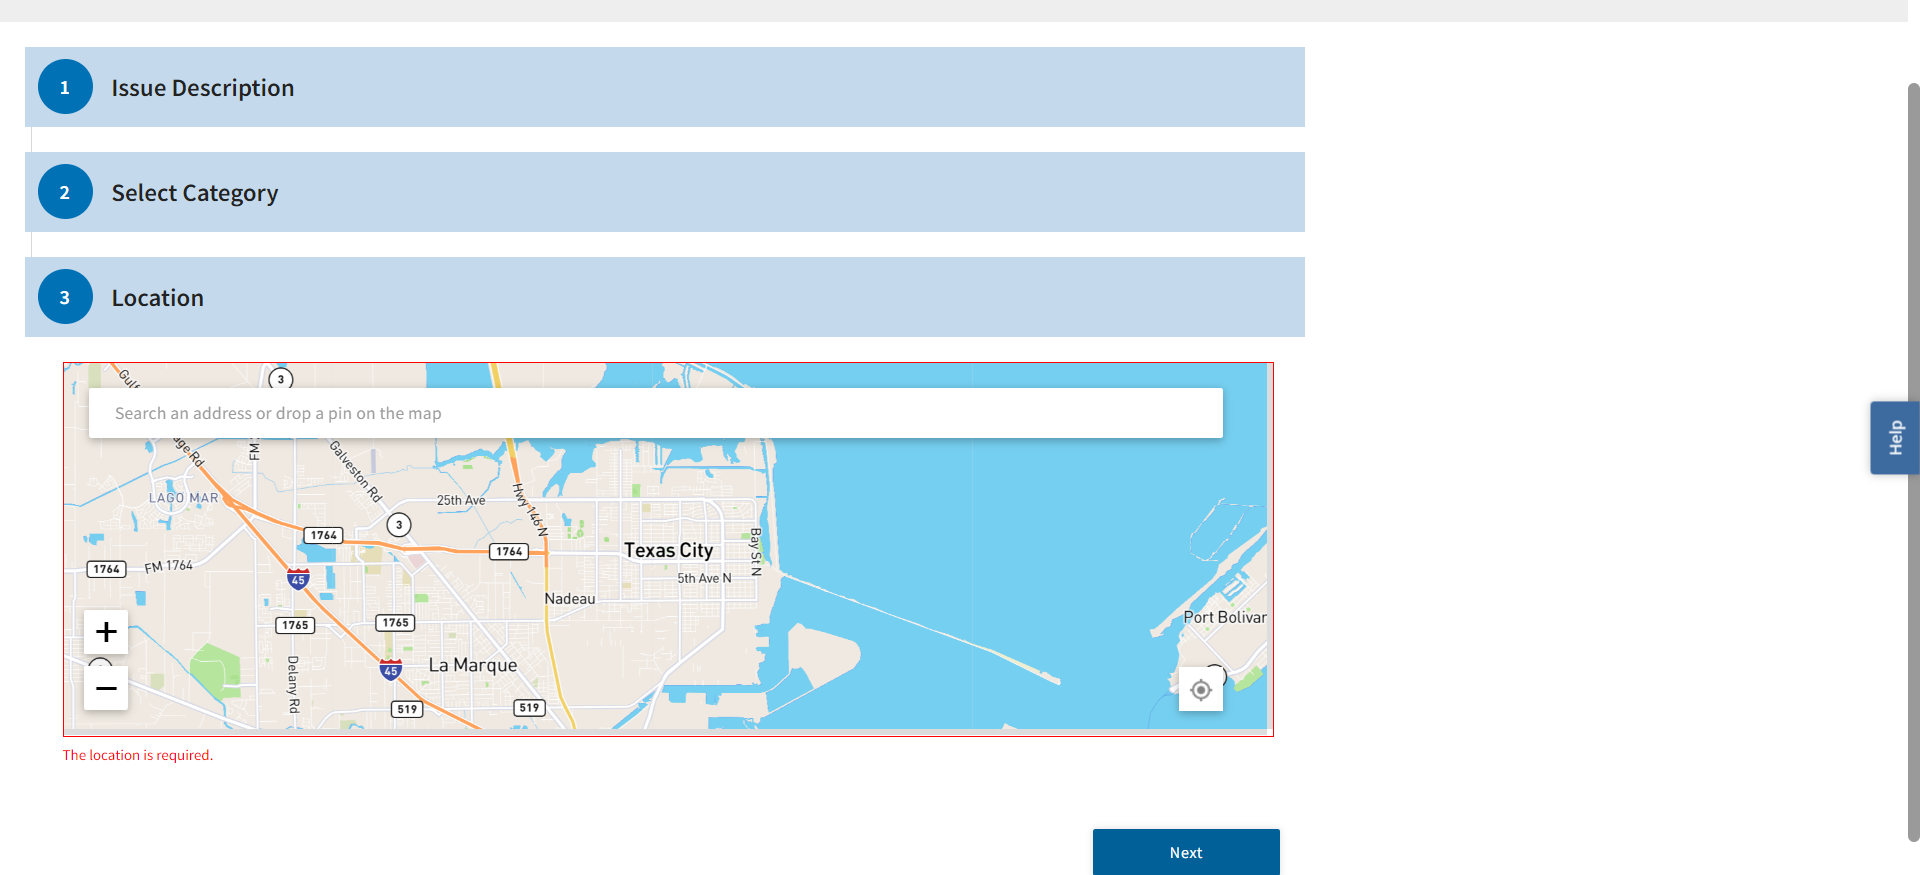 1 Issue Description
2 Select Category
3 Location
3
Search an address or drop a pin on the map
FM
Galveston Rd
LAGO MAR
25th Ave
Hwy 146 N
3
1764
1764
Texas City
Bay St N
1764
FM 1764
45
5th Ave N
Nadeau
+
1765
1765
Port Bolivar
La Marque
45
Delany Rd
−
519
519
The location is required.
Next
Help